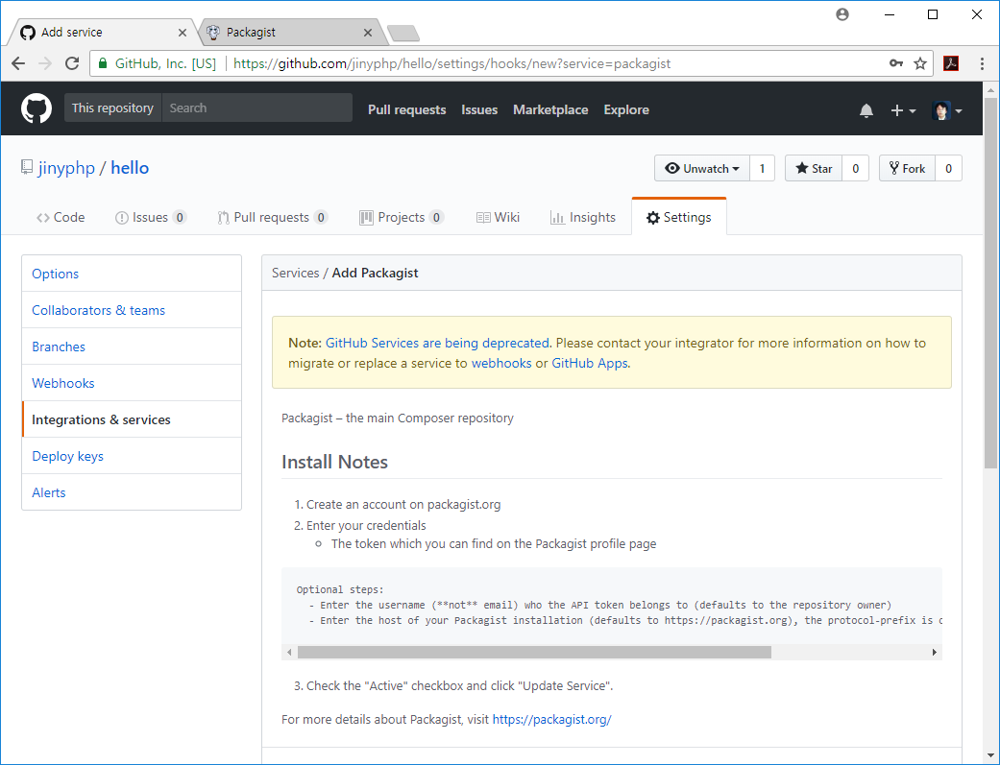 Add service
Packagist
GitHub, Inc. [US] https://github.com/jinyphp/hello/settings/hooks/new?service=packagist
This repository Search Pull requests Issues Marketplace Explore
jinyphp / hello Unwatch 1 Star 0 Fork 0
Code Issues 0 Pull requests 0 Projects 0 Wiki Insights Settings
Options
Collaborators & teams
Branches
Webhooks
Integrations & services
Deploy keys
Alerts
Services / Add Packagist
Note: GitHub Services are being deprecated. Please contact your integrator for more information on how to
migrate or replace a service to webhooks or GitHub Apps.
Packagist – the main Composer repository
Install Notes
1. Create an account on packagist.org
2. Enter your credentials
The token which you can find on the Packagist profile page
Optional steps:
- Enter the username (**not** email) who the API token belongs to (defaults to the repository owner)
- Enter the host of your Packagist installation (defaults to https://packagist.org), the protocol-prefix is
3. Check the "Active" checkbox and click "Update Service".
For more details about Packagist, visit https://packagist.org/